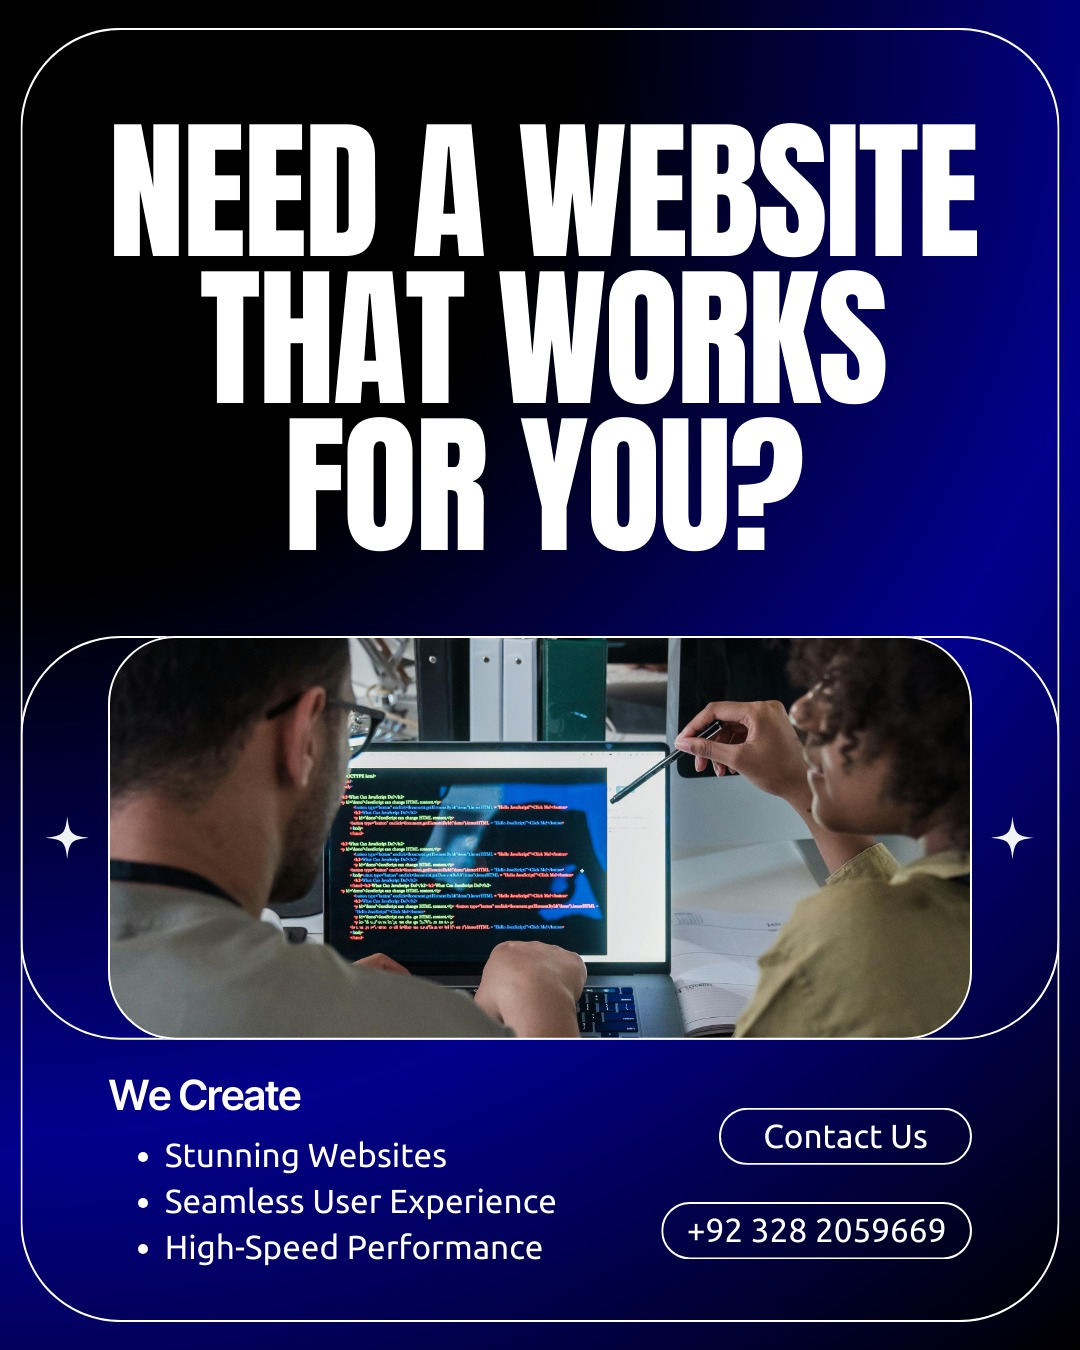 NEED A WEBSITE
THAT WORKS
FOR YOU?
We Create
• Stunning Websites
• Seamless User Experience
• High-Speed Performance
Contact Us
+92 328 2059669